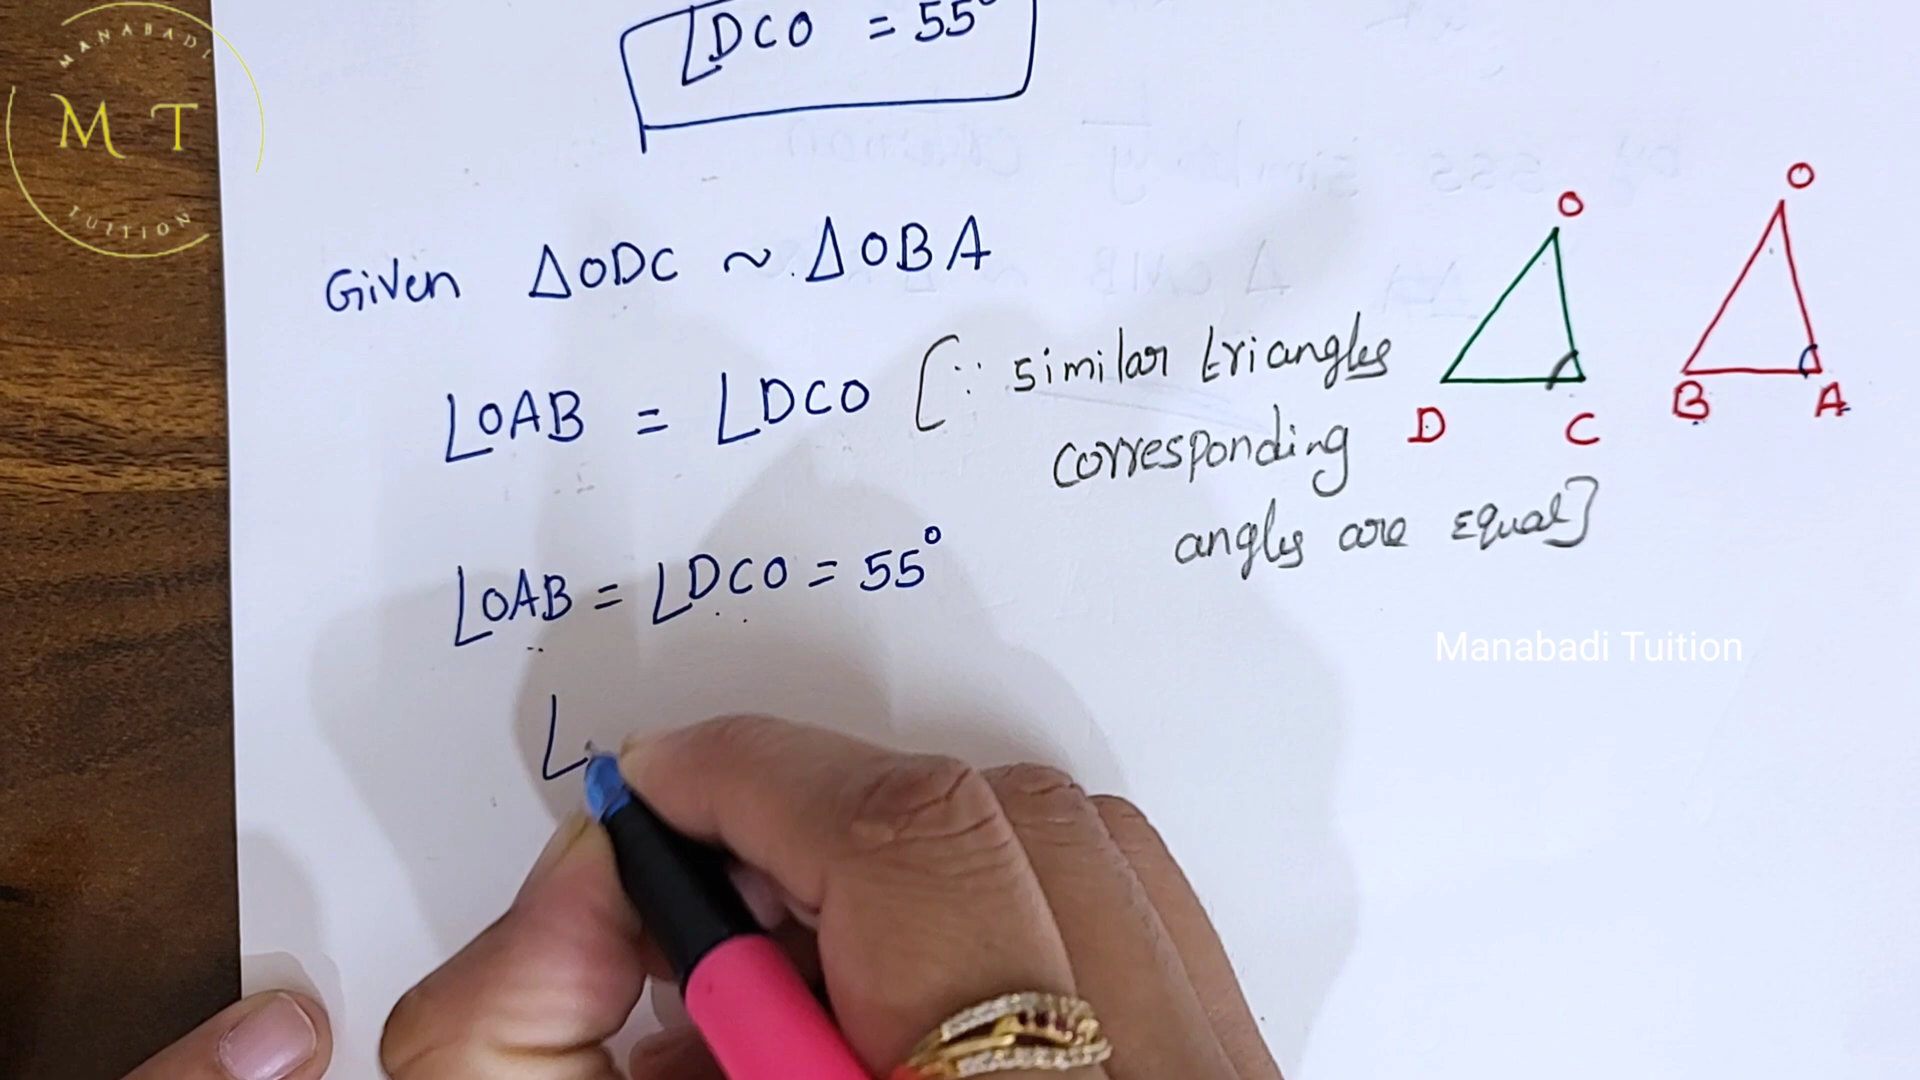 MANABADI
M T
TUITION
∠DCO = 55°
Given ΔODC ~ ΔOBA
∠OAB = ∠DCO [∵ similar triangles
corresponding
angles are Equal]
∠OAB = ∠DCO = 55°
∠
O
D C
O
B A
Manabadi Tuition